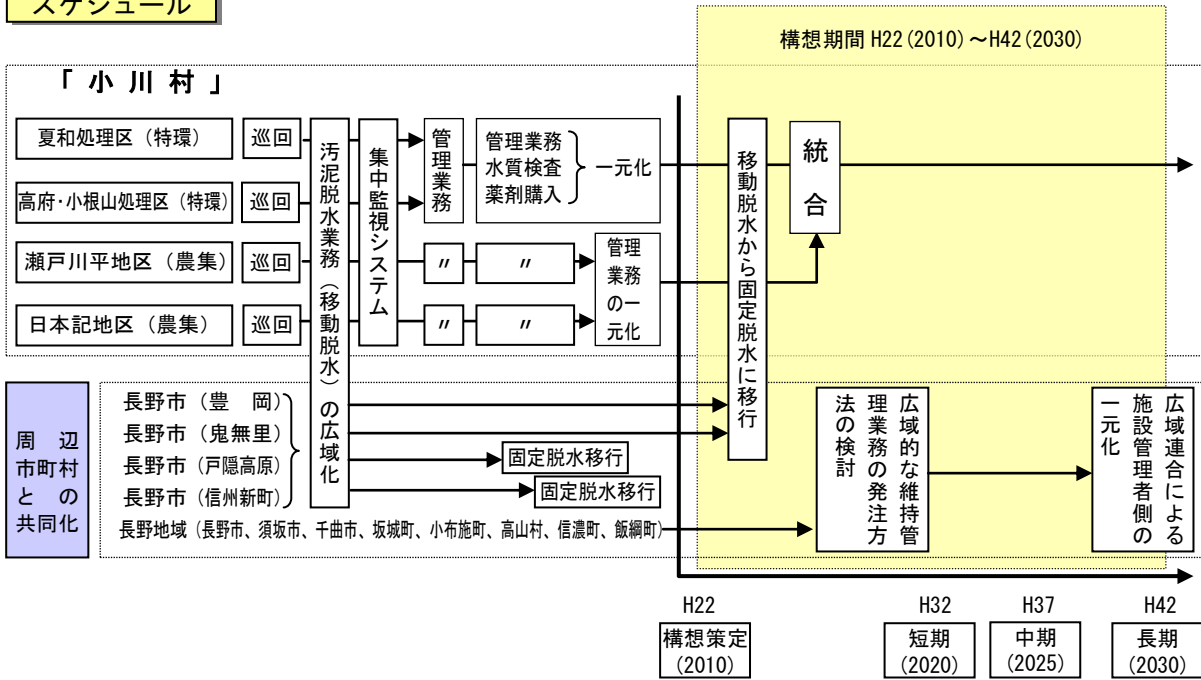 スケジュール
構想期間 H22(2010)～H42(2030)
「 小 川 村 」
夏和処理区（特環）
巡回
高府・小根山処理区（特環）
巡回
瀬戸川平地区（農集）
巡回
日本記地区（農集）
巡回
汚泥脱水業務（移動脱水）の広域化
集中監視システム
管理業務
管理業務
水質検査
薬剤購入
一元化
〃
〃
〃
〃
管理
業務
の一
元化
移動脱水から固定脱水に移行
統合
周　辺
市町村
と　の
共同化
長野市（豊　岡）
長野市（鬼無里）
長野市（戸隠高原）
長野市（信州新町）
長野地域（長野市、須坂市、千曲市、坂城町、小布施町、高山村、信濃町、飯綱町）
固定脱水移行
固定脱水移行
広域的な維持管
理業務の発注方
法の検討
広域連合による
施設管理者側の
一元化
H22
H32
H37
H42
構想策定
(2010)
短期
(2020)
中期
(2025)
長期
(2030)